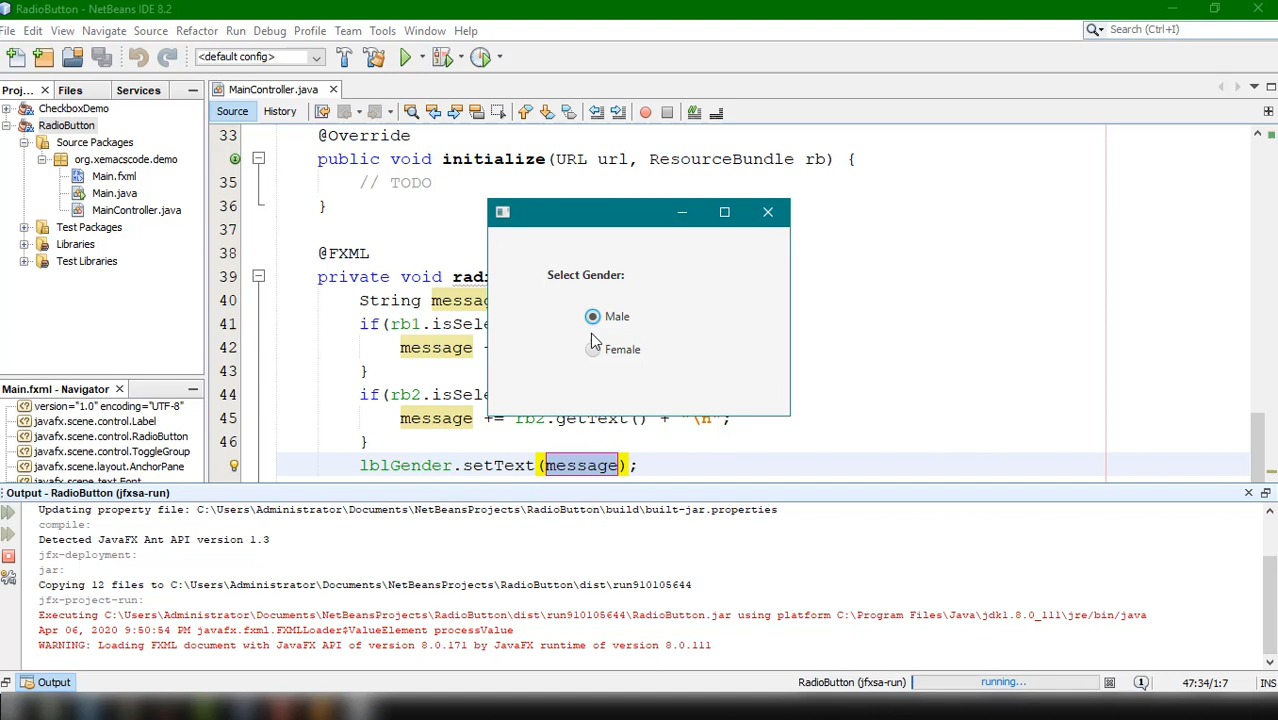 RadioButton - NetBeans IDE 8.2
File Edit View Navigate Source Refactor Run Debug Profile Team Tools Window Help
Search (Ctrl+I)
<default config>
Proj... Files Services
MainController.java
Source History
CheckboxDemo
RadioButton
Source Packages
org.xemacscode.demo
Main.fxml
Main.java
MainController.java
Test Packages
Libraries
Test Libraries
33 @Override
public void initialize(URL url, ResourceBundle rb) {
35 // TODO
36 }
37
38 @FXML
39 private void radi
40 String messag
41 if(rb1.isSele
42 message +
43 }
44 if(rb2.isSele
45 message += rb2.getText() + "\n";
46 }
lblGender.setText(message);
Select Gender:
Male
Female
Main.fxml - Navigator
version="1.0" encoding="UTF-8"
javafx.scene.control.Label
javafx.scene.control.RadioButton
javafx.scene.control.ToggleGroup
javafx.scene.layout.AnchorPane
javafx.scene.text.Font
Output - RadioButton (jfxsa-run)
Updating property file: C:\Users\Administrator\Documents\NetBeansProjects\RadioButton\build\built-jar.properties
compile:
Detected JavaFX Ant API version 1.3
jfx-deployment:
jar:
Copying 12 files to C:\Users\Administrator\Documents\NetBeansProjects\RadioButton\dist\run910105644
jfx-project-run:
Executing C:\Users\Administrator\Documents\NetBeansProjects\RadioButton\dist\run910105644\RadioButton.jar using platform C:\Program Files\Java\jdk1.8.0_111\jre/bin/java
Apr 06, 2020 9:50:54 PM javafx.fxml.FXMLLoader$ValueElement processValue
WARNING: Loading FXML document with JavaFX API of version 8.0.171 by JavaFX runtime of version 8.0.111
Output
RadioButton (jfxsa-run) running... 1 47:34/1:7 INS